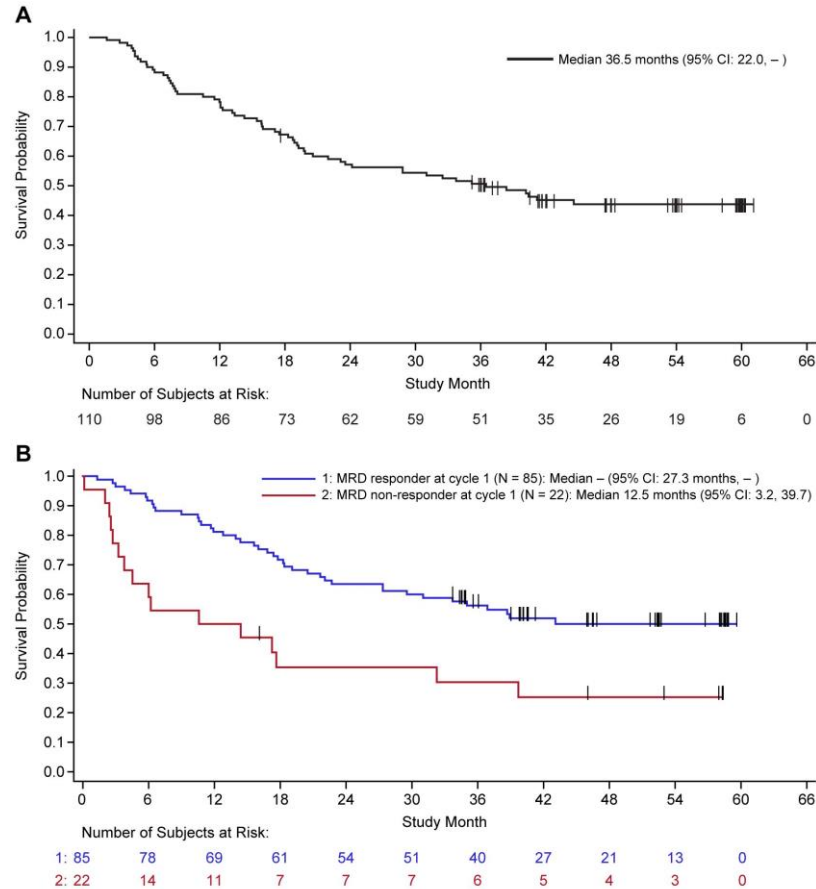 A
1.0
0.9
0.8
0.7
0.6
0.5
0.4
0.3
0.2
0.1
0.0
Survival Probability
Median 36.5 months (95% CI: 22.0, – )
0 6 12 18 24 30 36 42 48 54 60 66
Study Month
Number of Subjects at Risk:
110 98 86 73 62 59 51 35 26 19 6 0
B
1.0
0.9
0.8
0.7
0.6
0.5
0.4
0.3
0.2
0.1
0.0
Survival Probability
1: MRD responder at cycle 1 (N = 85): Median – (95% CI: 27.3 months, – )
2: MRD non-responder at cycle 1 (N = 22): Median 12.5 months (95% CI: 3.2, 39.7)
0 6 12 18 24 30 36 42 48 54 60 66
Study Month
Number of Subjects at Risk:
1: 85 78 69 61 54 51 40 27 21 13 0
2: 22 14 11 7 7 7 6 5 4 3 0